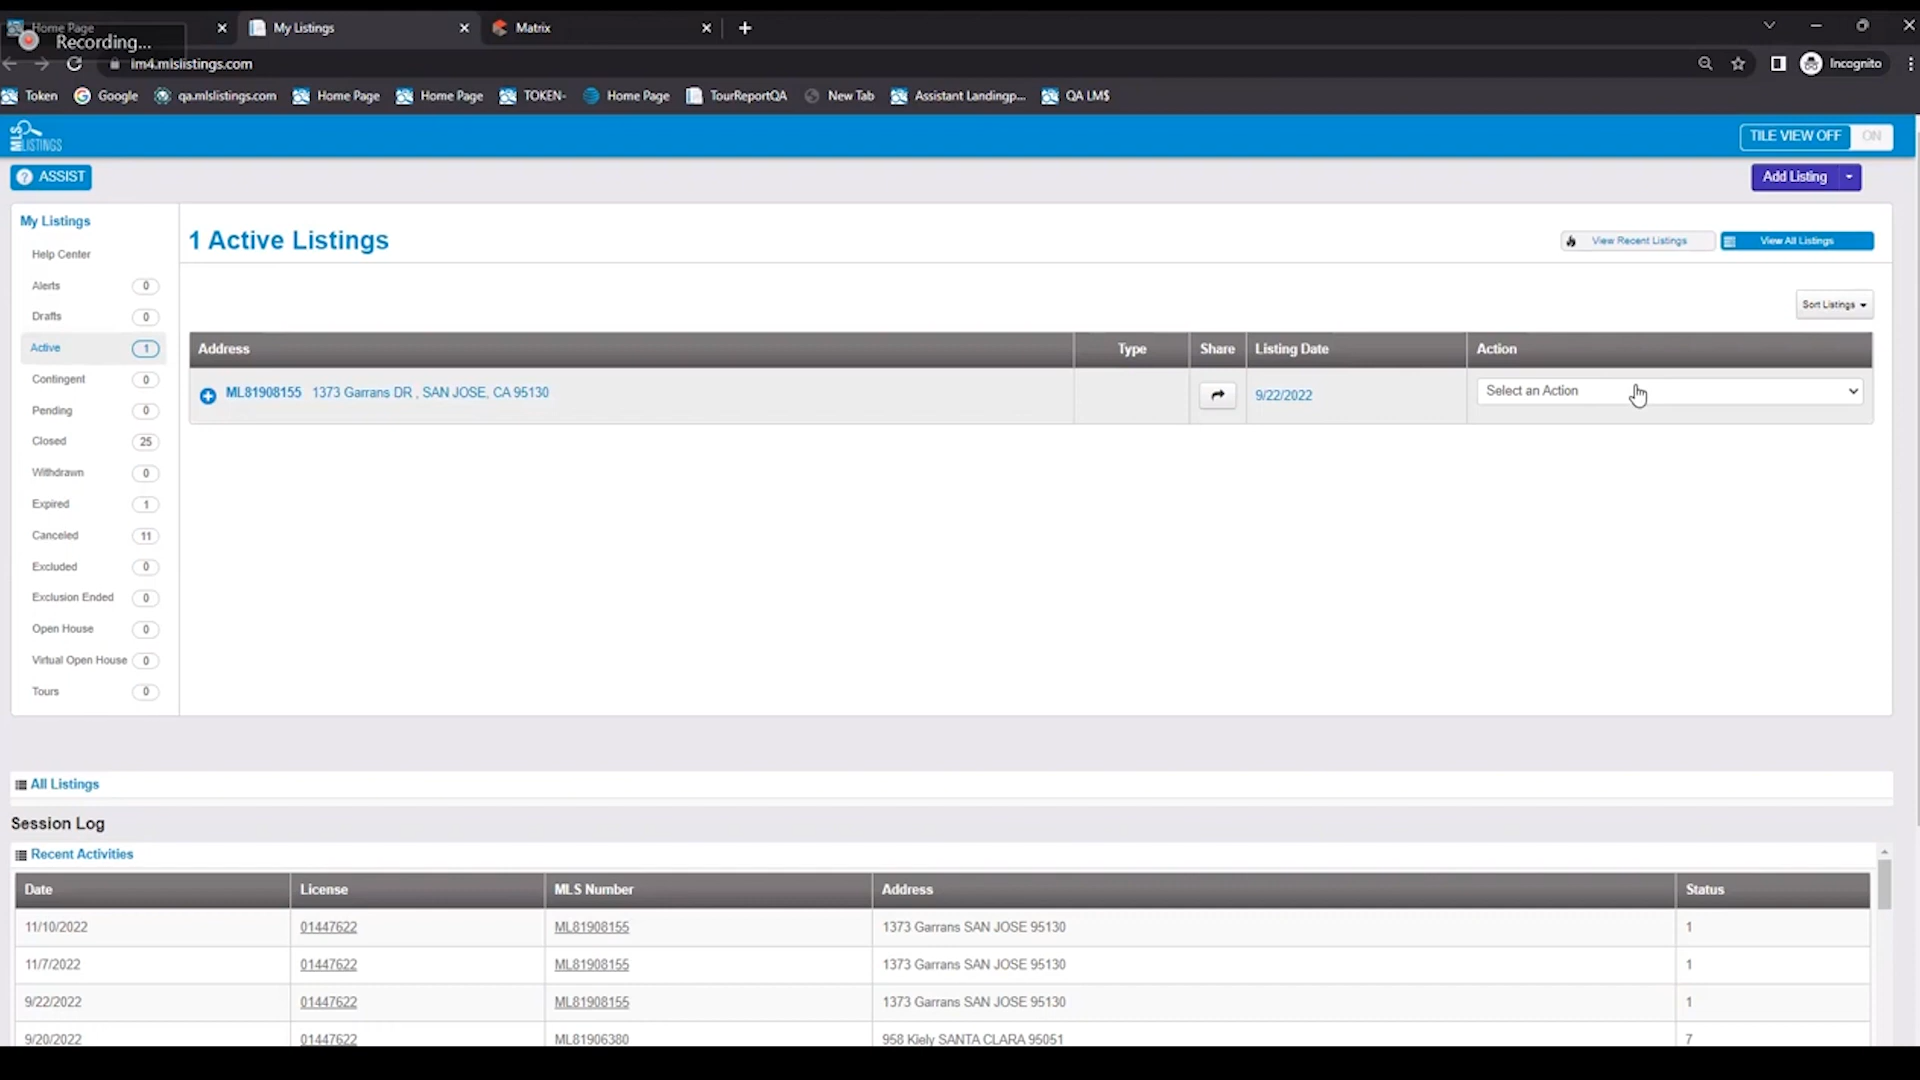 Home Page
Recording...
My Listings
Matrix
lm4.mlslistings.com
Incognito
Token
Google
qa.mlslistings.com
Home Page
Home Page
TOKEN-
Home Page
TourReportQA
New Tab
Assistant Landingp...
QA LM$
MLS LISTINGS
TILE VIEW OFF ON
? ASSIST
Add Listing
My Listings
Help Center
Alerts 0
Drafts 0
Active 1
Contingent 0
Pending 0
Closed 25
Withdrawn 0
Expired 1
Canceled 11
Excluded 0
Exclusion Ended 0
Open House 0
Virtual Open House 0
Tours 0
1 Active Listings
View Recent Listings
View All Listings
Sort Listings
Address Type Share Listing Date Action
ML81908155 1373 Garrans DR , SAN JOSE, CA 95130 9/22/2022 Select an Action
All Listings
Session Log
Recent Activities
Date License MLS Number Address Status
11/10/2022 01447622 ML81908155 1373 Garrans SAN JOSE 95130 1
11/7/2022 01447622 ML81908155 1373 Garrans SAN JOSE 95130 1
9/22/2022 01447622 ML81908155 1373 Garrans SAN JOSE 95130 1
9/20/2022 01447622 ML81906380 958 Kiely SANTA CLARA 95051 7